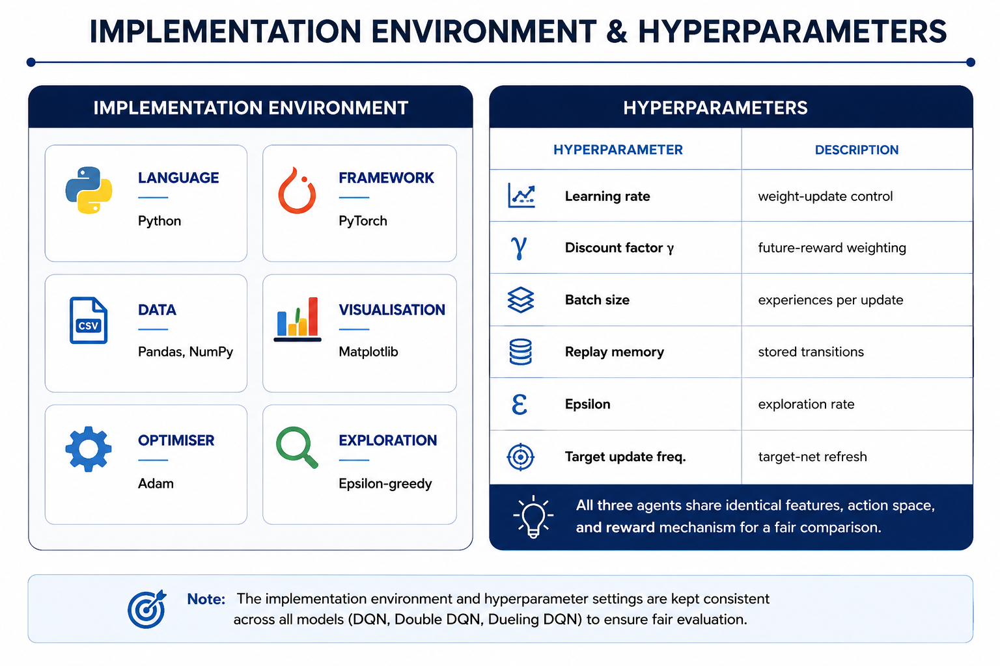 IMPLEMENTATION ENVIRONMENT & HYPERPARAMETERS
IMPLEMENTATION ENVIRONMENT
LANGUAGE
Python
FRAMEWORK
PyTorch
CSV
DATA
Pandas, NumPy
VISUALISATION
Matplotlib
OPTIMISER
Adam
EXPLORATION
Epsilon-greedy
HYPERPARAMETERS
HYPERPARAMETER DESCRIPTION
Learning rate weight-update control
γ Discount factor γ future-reward weighting
Batch size experiences per update
Replay memory stored transitions
ε Epsilon exploration rate
Target update freq. target-net refresh
All three agents share identical features, action space,
and reward mechanism for a fair comparison.
Note: The implementation environment and hyperparameter settings are kept consistent
across all models (DQN, Double DQN, Dueling DQN) to ensure fair evaluation.